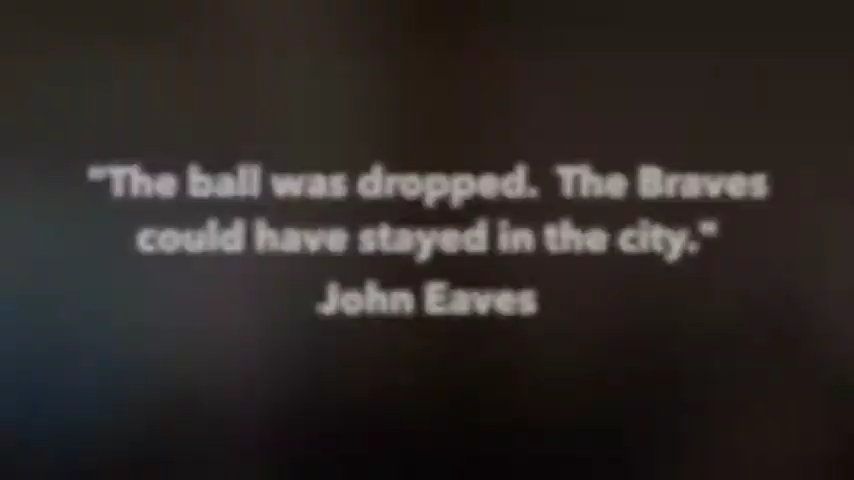 "The ball was dropped.  The Braves
could have stayed in the city."
John Eaves